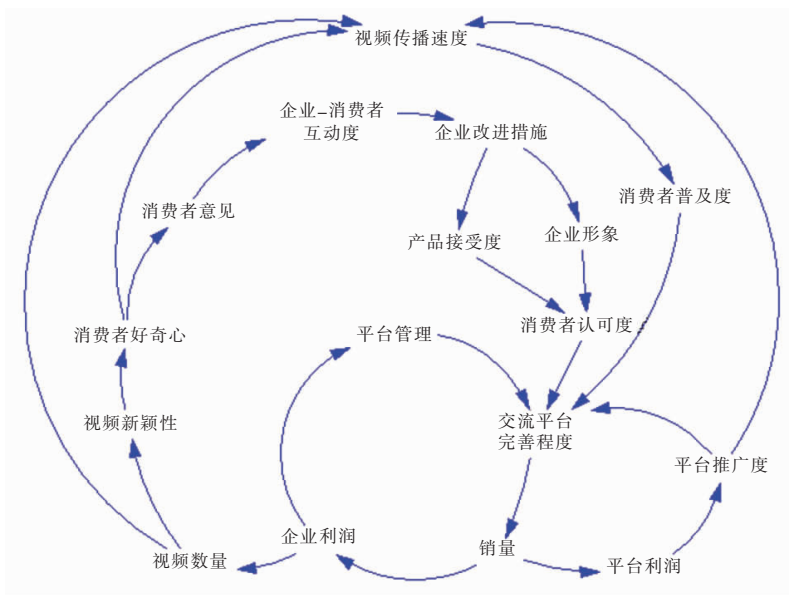 视频传播速度
企业–消费者
互动度
企业改进措施
消费者普及度
消费者意见
产品接受度
企业形象
消费者好奇心
平台管理
消费者认可度
视频新颖性
交流平台
完善程度
平台推广度
企业利润
销量
视频数量
平台利润